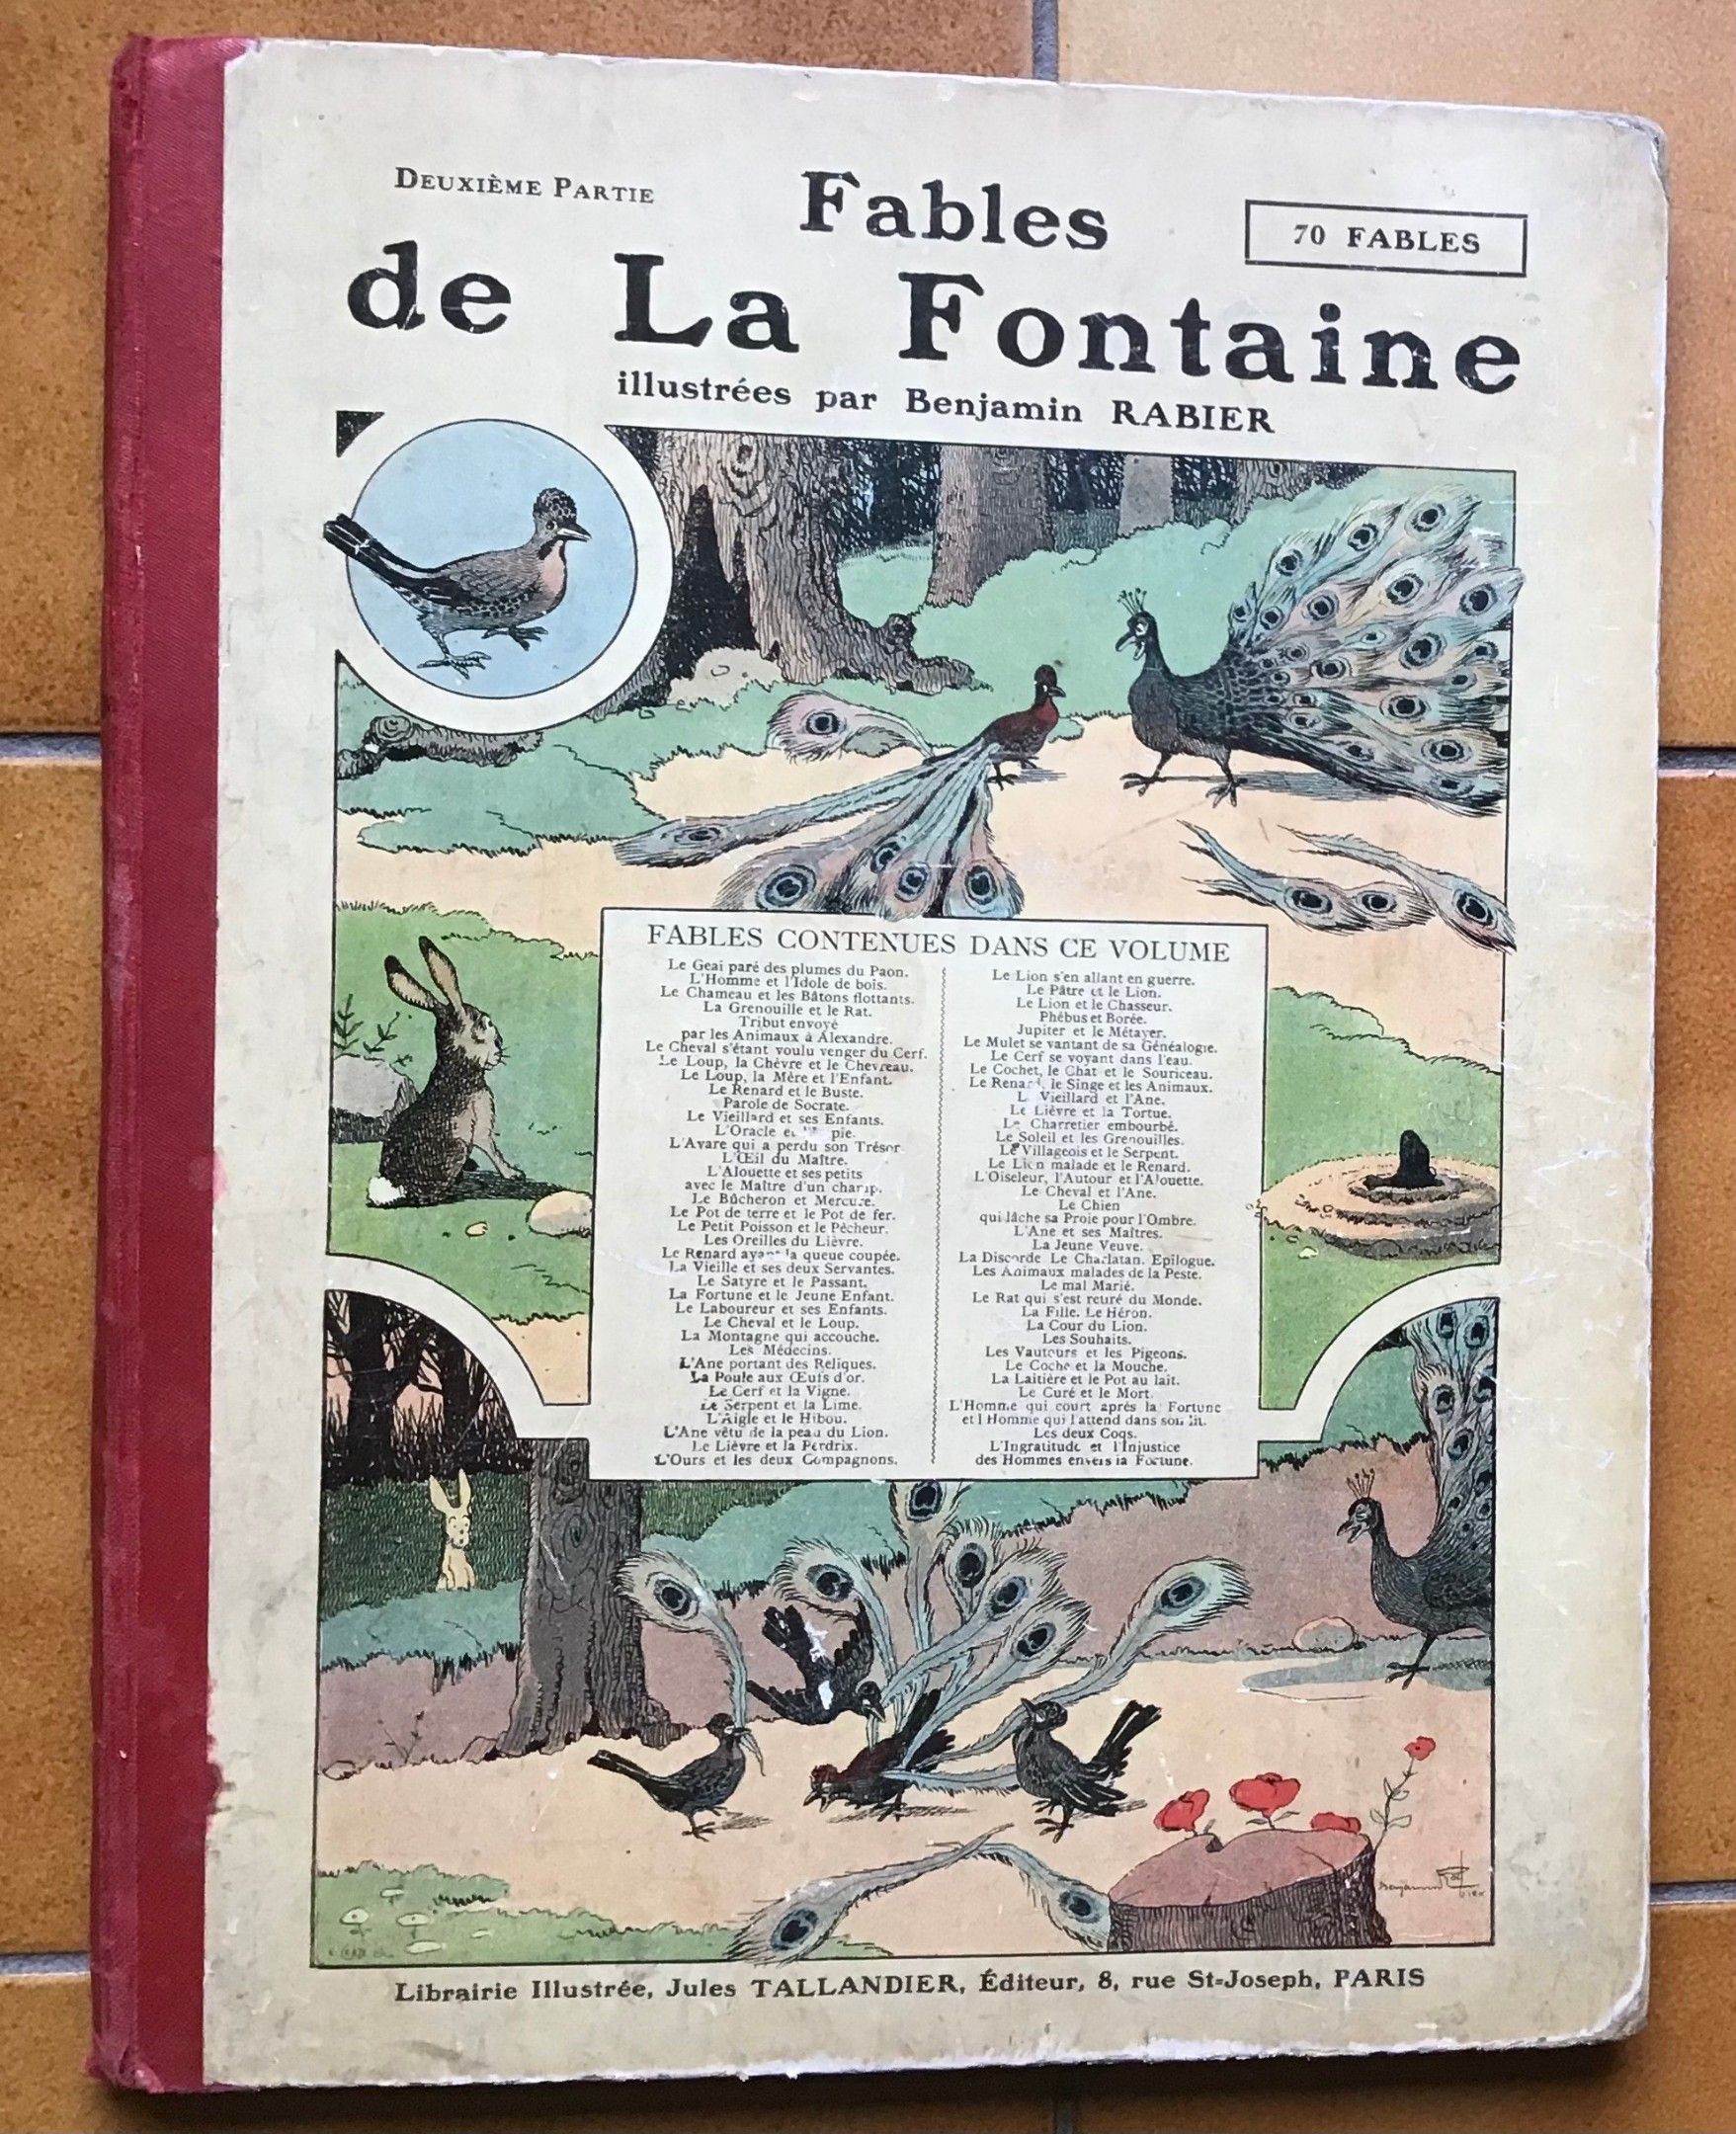 DEUXIÈME PARTIE
Fables
70 FABLES
de La Fontaine
illustrées par Benjamin RABIER
FABLES CONTENUES DANS CE VOLUME
Le Geai paré des plumes du Paon.
L'Homme et l'Idole de bois.
Le Chameau et les Bâtons flottants.
La Grenouille et le Rat.
Tribut envoyé
par les Animaux à Alexandre.
Le Cheval s'étant voulu venger du Cerf.
Le Loup, la Chèvre et le Chevreau.
Le Loup, la Mère et l'Enfant.
Le Renard et le Buste.
Parole de Socrate.
Le Vieillard et ses Enfants.
L'Oracle et pie.
L'Avare qui a perdu son Trésor
L'Œil du Maître.
L'Alouette et ses petits
avec le Maître d'un champ.
Le Bûcheron et Mercure.
Le Pot de terre et le Pot de fer.
Le Petit Poisson et le Pêcheur.
Les Oreilles du Lièvre.
Le Renard ayant la queue coupée.
La Vieille et ses deux Servantes.
Le Satyre et le Passant.
La Fortune et le Jeune Enfant.
Le Laboureur et ses Enfants.
Le Cheval et le Loup.
La Montagne qui accouche.
Les Médecins.
L'Ane portant des Reliques.
La Poule aux Œufs d'or.
Le Cerf et la Vigne.
Le Serpent et la Lime.
L'Aigle et le Hibou.
L'Ane vêtu de la peau du Lion.
Le Lièvre et la Perdrix.
L'Ours et les deux Compagnons.
Le Lion s'en allant en guerre.
Le Pâtre et le Lion.
Le Lion et le Chasseur.
Phébus et Borée.
Jupiter et le Métayer.
Le Mulet se vantant de sa Généalogie.
Le Cerf se voyant dans l'eau.
Le Cochet, le Chat et le Souriceau.
Le Renard, le Singe et les Animaux.
Le Vieillard et l'Ane.
Le Lièvre et la Tortue.
Le Charretier embourbé.
Le Soleil et les Grenouilles.
Le Villageois et le Serpent.
Le Lion malade et le Renard.
L'Oiseleur, l'Autour et l'Alouette.
Le Cheval et l'Ane.
Le Chien
qui lâche sa Proie pour l'Ombre.
L'Ane et ses Maîtres.
La Jeune Veuve.
La Discorde. Le Charlatan. Epilogue.
Les Animaux malades de la Peste.
Le mal Marié.
Le Rat qui s'est retiré du Monde.
La Fille. Le Héron.
La Cour du Lion.
Les Souhaits.
Les Vautours et les Pigeons.
Le Coche et la Mouche.
La Laitière et le Pot au lait.
Le Curé et le Mort.
L'Homme qui court après la Fortune
et l'Homme qui l'attend dans son lit.
Les deux Coqs.
L'Ingratitude et l'Injustice
des Hommes envers la Fortune.
Benjamin Rabier
Librairie Illustrée, Jules TALLANDIER, Éditeur, 8, rue St-Joseph, PARIS